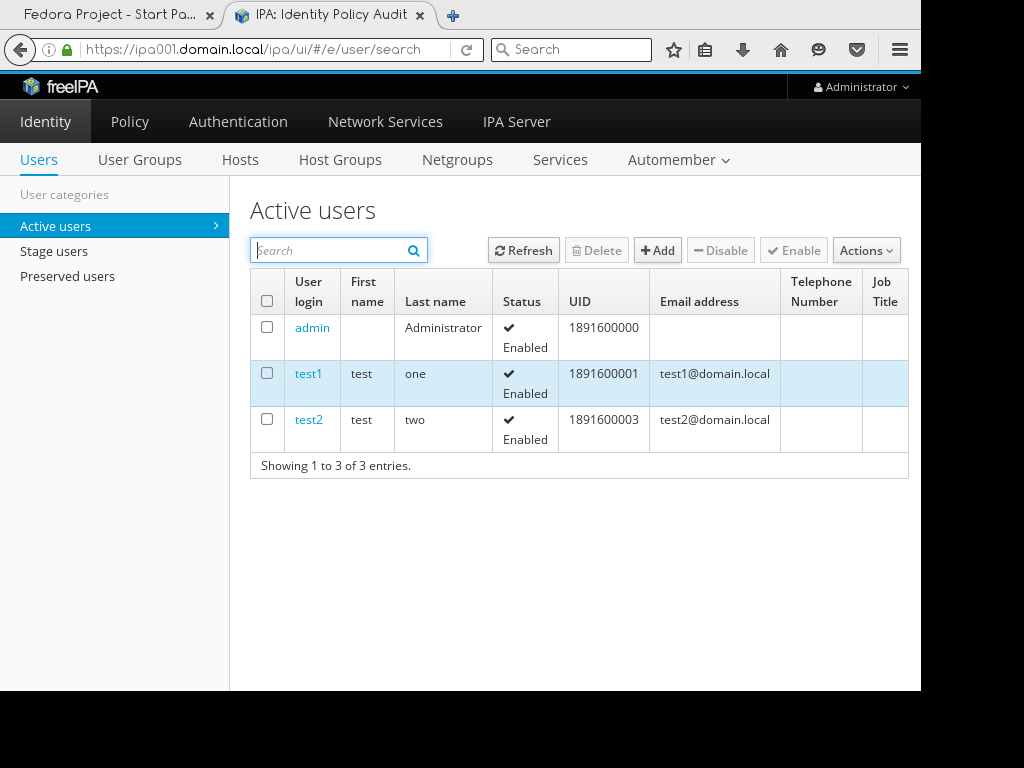 Fedora Project - Start Pa...
IPA: Identity Policy Audit
https://ipa001.domain.local/ipa/ui/#/e/user/search
Search
freeIPA
Administrator
Identity Policy Authentication Network Services IPA Server
Users User Groups Hosts Host Groups Netgroups Services Automember
User categories
Active users
Stage users
Preserved users
Active users
Search
Refresh Delete Add Disable Enable Actions
User login First name Last name Status UID Email address Telephone Number Job Title
admin Administrator Enabled 1891600000
test1 test one Enabled 1891600001 test1@domain.local
test2 test two Enabled 1891600003 test2@domain.local
Showing 1 to 3 of 3 entries.